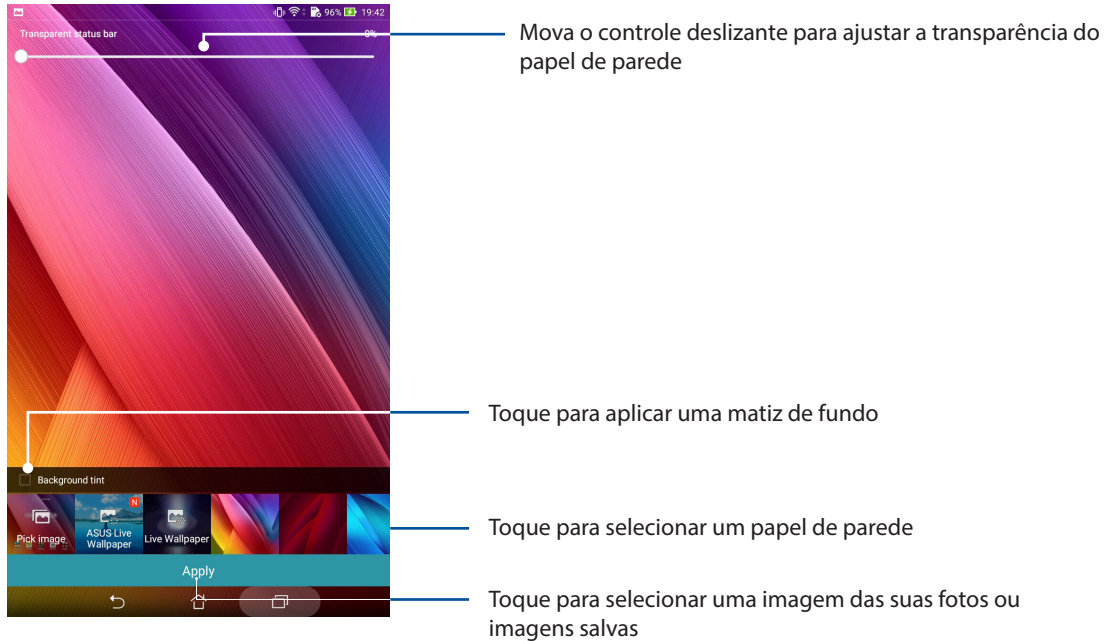 96% 19:42
Transparent status bar 0%
Mova o controle deslizante para ajustar a transparência do
papel de parede
Toque para aplicar uma matiz de fundo
Background tint
N
Pick image
ASUS Live
Wallpaper
Live Wallpaper
Toque para selecionar um papel de parede
Apply
Toque para selecionar uma imagem das suas fotos ou
imagens salvas